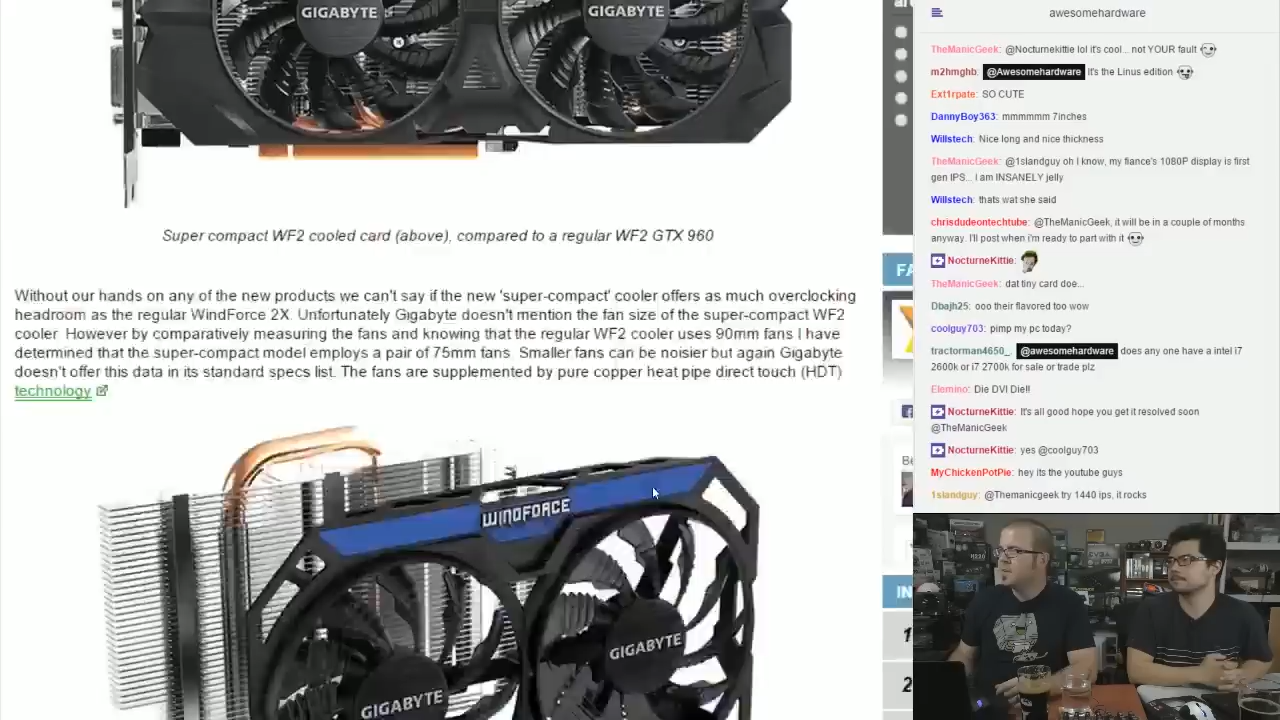 GIGABYTE
GIGABYTE
Super compact WF2 cooled card (above), compared to a regular WF2 GTX 960
Without our hands on any of the new products we can't say if the new 'super-compact' cooler offers as much overclocking
headroom as the regular WindForce 2X. Unfortunately Gigabyte doesn't mention the fan size of the super-compact WF2
cooler. However by comparatively measuring the fans and knowing that the regular WF2 cooler uses 90mm fans I have
determined that the super-compact model employs a pair of 75mm fans. Smaller fans can be noisier but again Gigabyte
doesn't offer this data in its standard specs list. The fans are supplemented by pure copper heat pipe direct touch (HDT)
technology
WINDFORCE
GIGABYTE
GIGABYTE
FA
IN
1
2
awesomehardware
TheManicGeek: @Nocturnekittie lol it's cool... not YOUR fault
m2hmghb: @Awesomehardware It's the Linus edition
Ext1rpate: SO CUTE
DannyBoy363: mmmmmm 7inches
Willstech: Nice long and nice thickness
TheManicGeek: @1slandguy oh I know, my fiance's 1080P display is first
gen IPS... I am INSANELY jelly
Willstech: thats wat she said
chrisdudeontechtube: @TheManicGeek, it will be in a couple of months
anyway. I'll post when i'm ready to part with it
NocturneKittie:
TheManicGeek: dat tiny card doe...
Dbajh25: ooo their flavored too wow
coolguy703: pimp my pc today?
tractorman4650_: @awesomehardware does any one have a intel i7
2600k or i7 2700k for sale or trade plz
Elemino: Die DVI Die!!
NocturneKittie: It's all good hope you get it resolved soon
@TheManicGeek
NocturneKittie: yes @coolguy703
MyChickenPotPie: hey its the youtube guys
1slandguy: @Themanicgeek try 1440 ips, it rocks